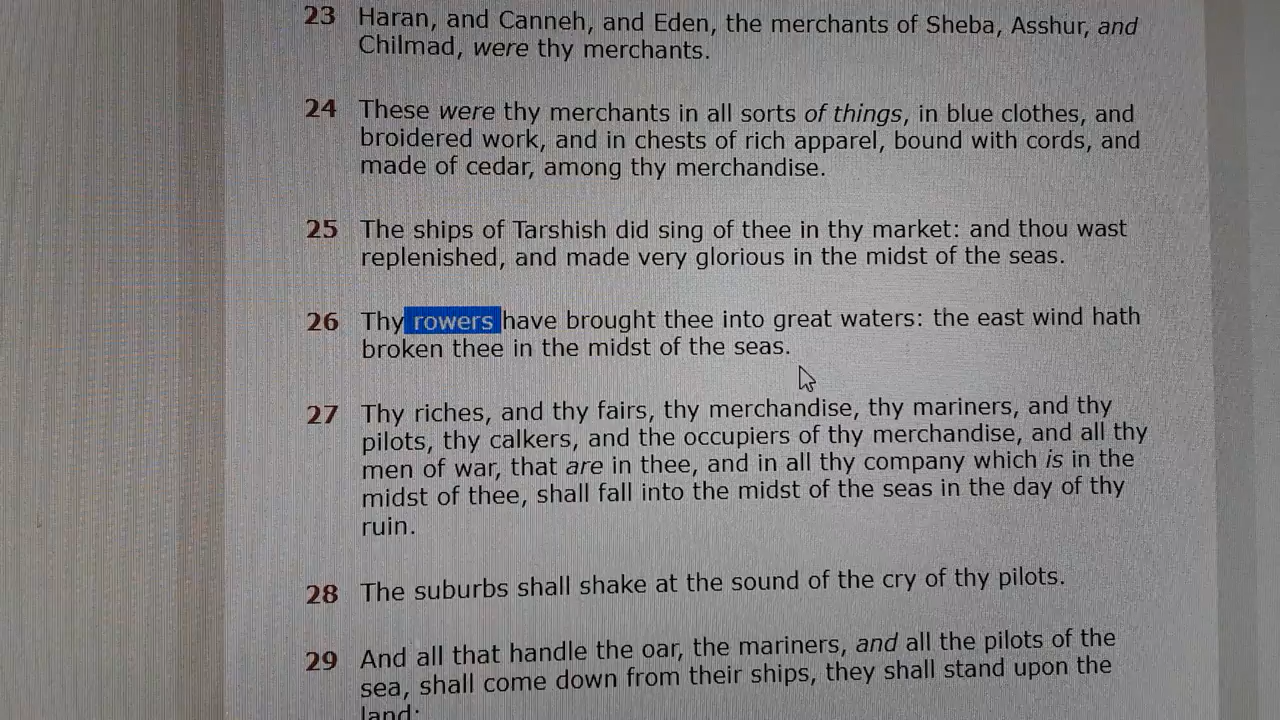 23 Haran, and Canneh, and Eden, the merchants of Sheba, Asshur, and
Chilmad, were thy merchants.
24 These were thy merchants in all sorts of things, in blue clothes, and
broidered work, and in chests of rich apparel, bound with cords, and
made of cedar, among thy merchandise.
25 The ships of Tarshish did sing of thee in thy market: and thou wast
replenished, and made very glorious in the midst of the seas.
26 Thy rowers have brought thee into great waters: the east wind hath
broken thee in the midst of the seas.
27 Thy riches, and thy fairs, thy merchandise, thy mariners, and thy
pilots, thy calkers, and the occupiers of thy merchandise, and all thy
men of war, that are in thee, and in all thy company which is in the
midst of thee, shall fall into the midst of the seas in the day of thy
ruin.
28 The suburbs shall shake at the sound of the cry of thy pilots.
29 And all that handle the oar, the mariners, and all the pilots of the
sea, shall come down from their ships, they shall stand upon the
land: